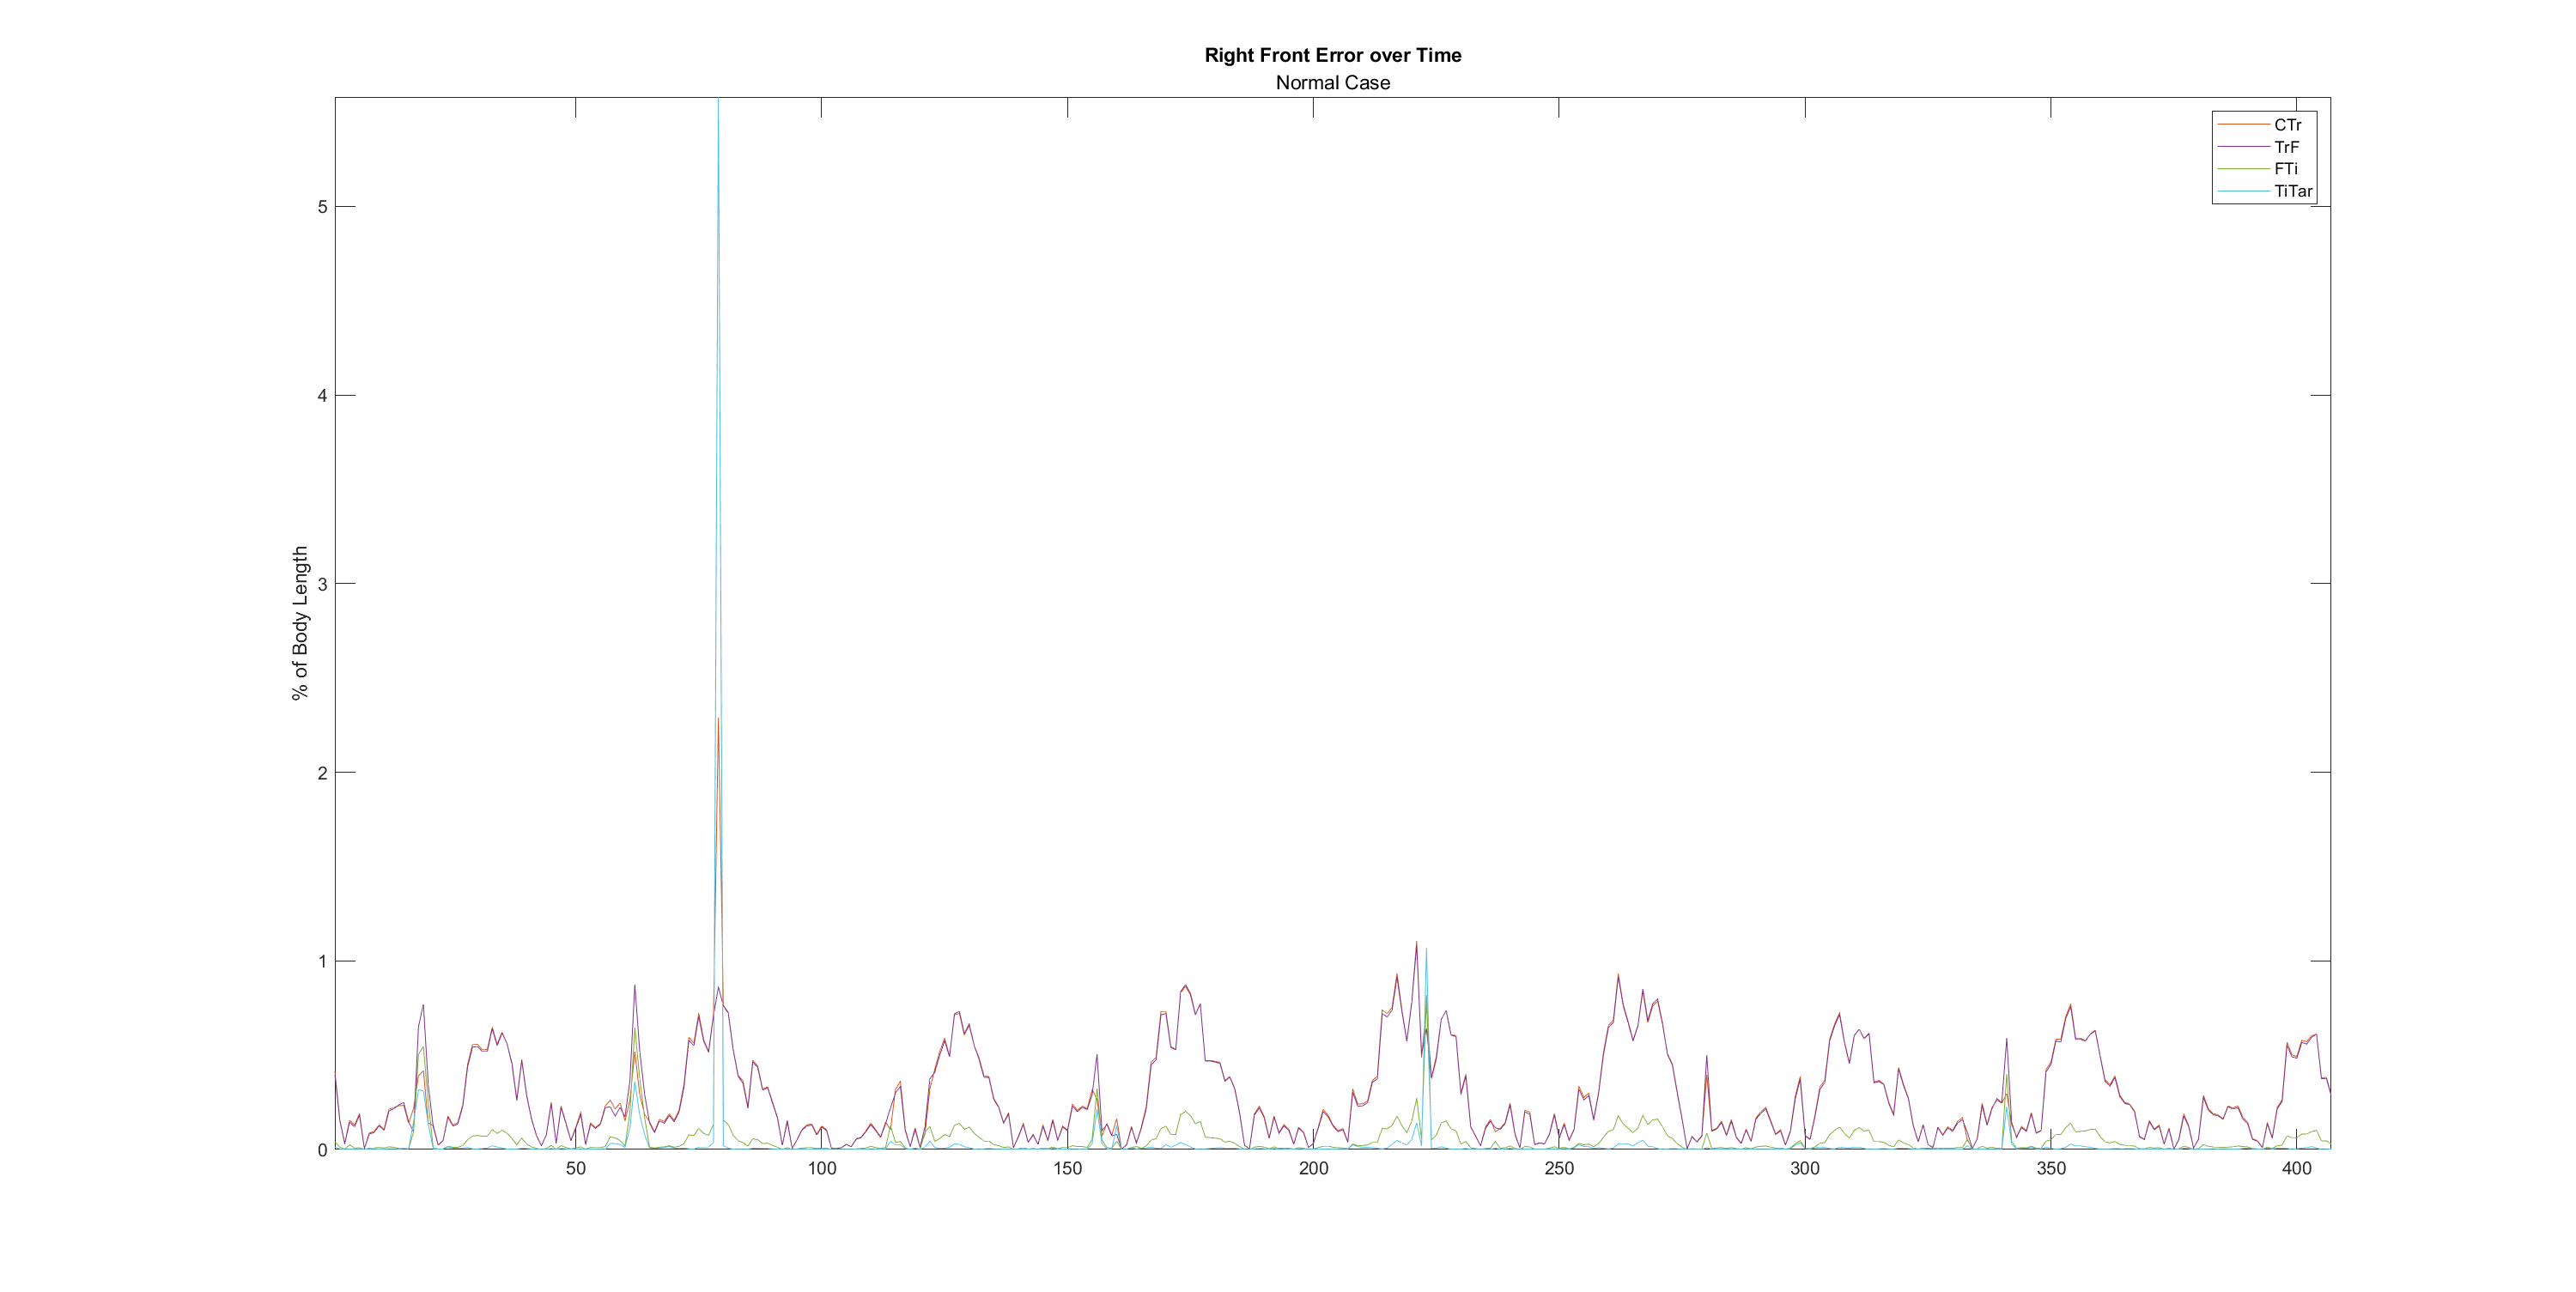 Right Front Error over Time
Normal Case
CTr
TrF
FTi
TiTar
% of Body Length
5
4
3
2
1
0
50 100 150 200 250 300 350 400